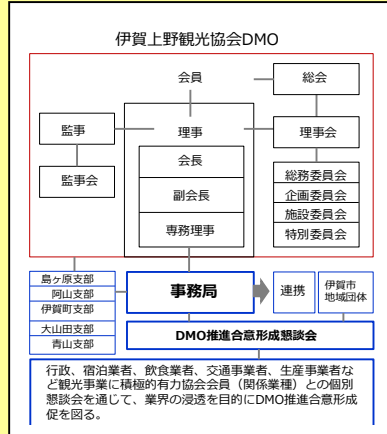 伊賀上野観光協会DMO
会員
総会
監事
理事
理事会
監事会
会長
副会長
専務理事
総務委員会
企画委員会
施設委員会
特別委員会
島ヶ原支部
阿山支部
伊賀町支部
大山田支部
青山支部
事務局
連携
伊賀市
地域団体
DMO推進合意形成懇談会
行政、宿泊業者、飲食業者、交通事業者、生産事業者な
ど観光事業に積極的有力協会会員（関係業種）との個別
懇談会を通じて、業界の浸透を目的にDMO推進合意形成
促を図る。